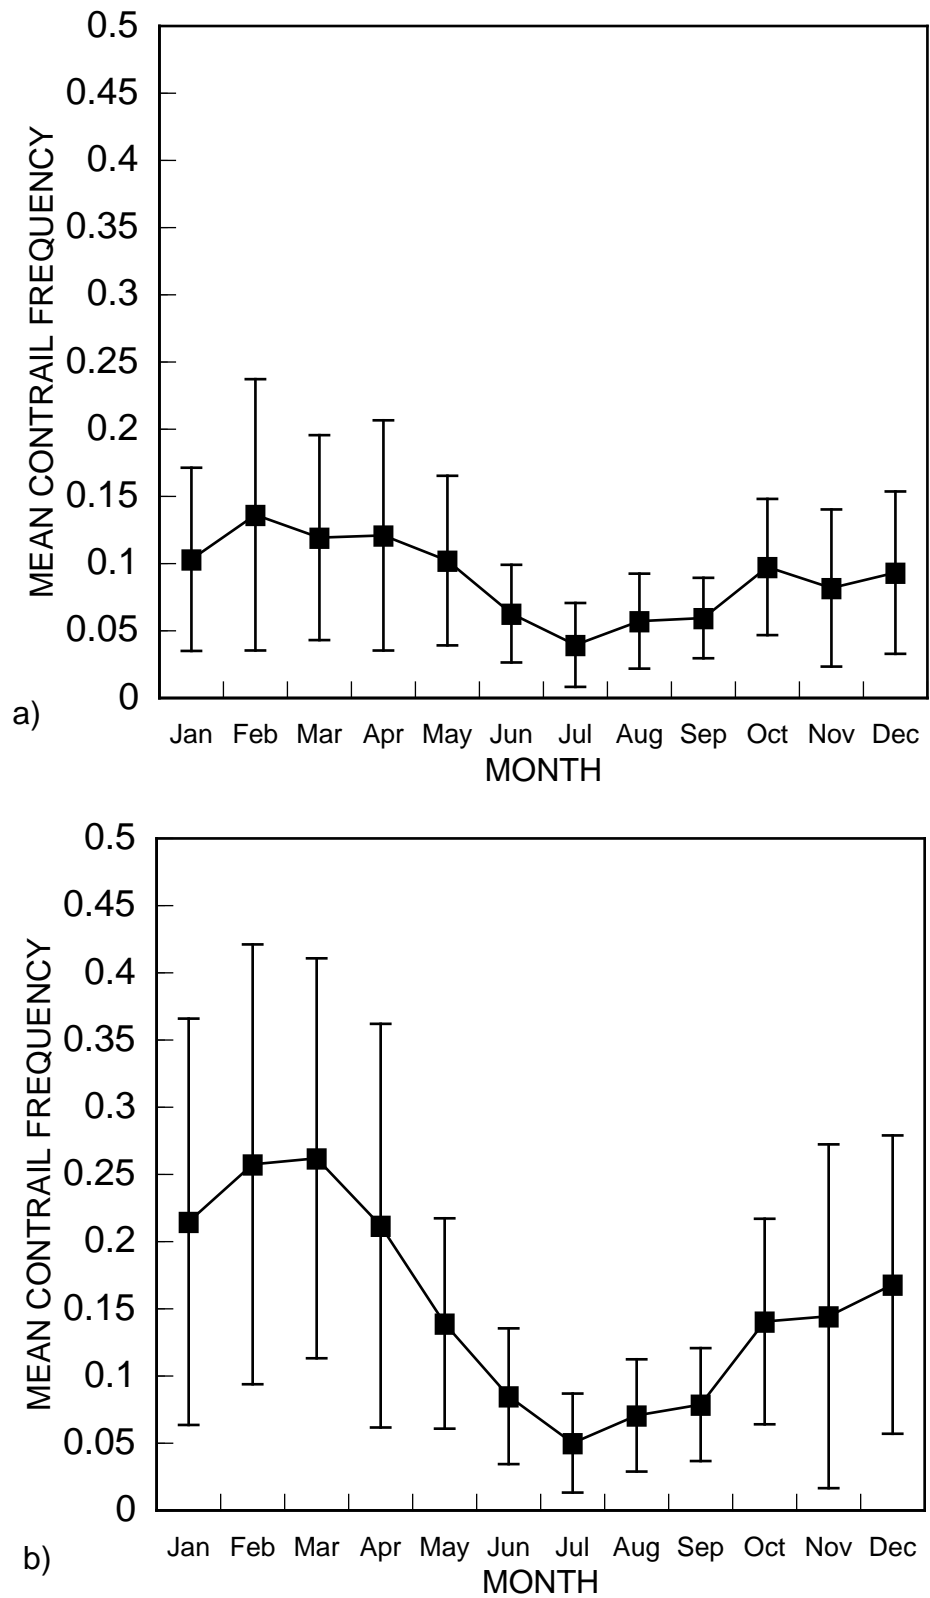 0.5
0.45
0.4
0.35
0.3
0.25
0.2
0.15
0.1
0.05
0
MEAN CONTRAIL FREQUENCY
a)
Jan Feb Mar Apr May Jun Jul Aug Sep Oct Nov Dec
MONTH
0.5
0.45
0.4
0.35
0.3
0.25
0.2
0.15
0.1
0.05
0
MEAN CONTRAIL FREQUENCY
b)
Jan Feb Mar Apr May Jun Jul Aug Sep Oct Nov Dec
MONTH